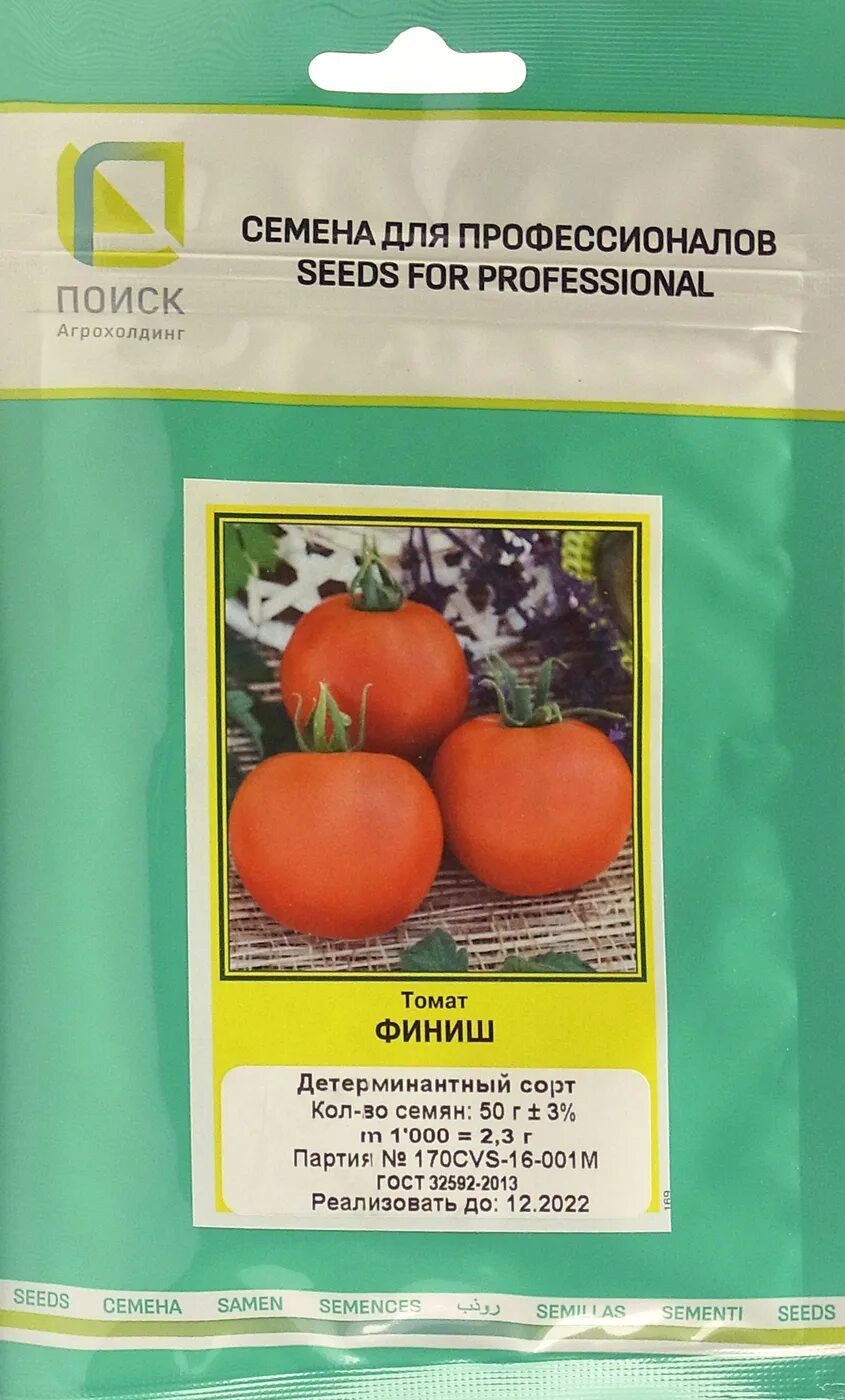 СЕМЕНА ДЛЯ ПРОФЕССИОНАЛОВ
SEEDS FOR PROFESSIONAL
ПОИСК
Агрохолдинг
Томат
ФИНИШ
Детерминантный сорт
Кол-во семян: 50 г ± 3%
m 1'000 = 2,3 г
Партия № 170CVS-16-001М
ГОСТ 32592-2013
Реализовать до: 12.2022
169
SEEDS СЕМЕНА SAMEN SEMENCES SEMILLAS SEMENTI SEEDS